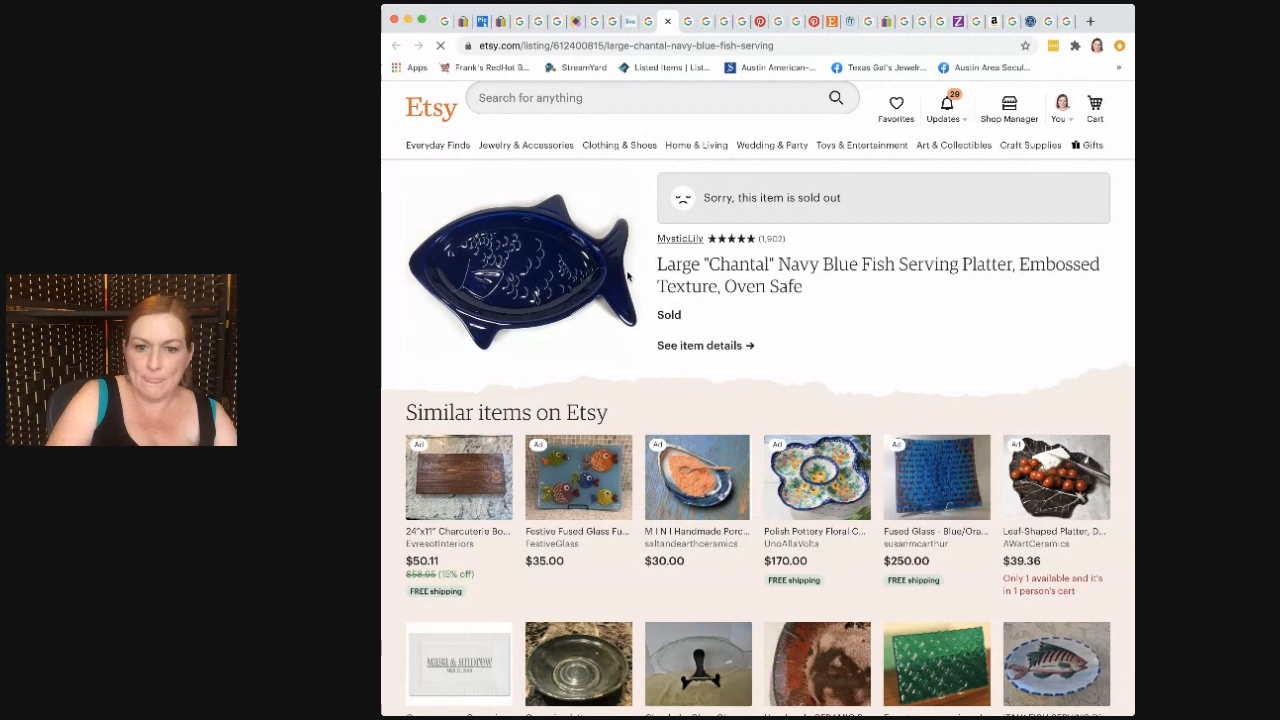 etsy.com/listing/612400815/large-chantal-navy-blue-fish-serving
Apps Frank's RedHot B... StreamYard Listed Items | List... Austin American-... Texas Gal's Jewelr... Austin Area Secul... »
Etsy
Search for anything
29
Favorites Updates Shop Manager You Cart
Everyday Finds Jewelry & Accessories Clothing & Shoes Home & Living Wedding & Party Toys & Entertainment Art & Collectibles Craft Supplies Gifts
Sorry, this item is sold out
MysticLily ★★★★★ (1,902)
Large "Chantal" Navy Blue Fish Serving Platter, Embossed
Texture, Oven Safe
Sold
See item details →
Similar items on Etsy
Ad Ad Ad Ad Ad Ad
24"x11" Charcuterie Bo... Festive Fused Glass Fu... M I N I Handmade Porc... Polish Pottery Floral C... Fused Glass - Blue/Ora... Leaf-Shaped Platter, D...
EvresotInteriors FestiveGlass saltandearthceramics UnoAllaVolta susanmcarthur AWartCeramics
$50.11 $35.00 $30.00 $170.00 $250.00 $39.36
$58.95 (15% off)
FREE shipping FREE shipping FREE shipping
Only 1 available and it's
in 1 person's cart